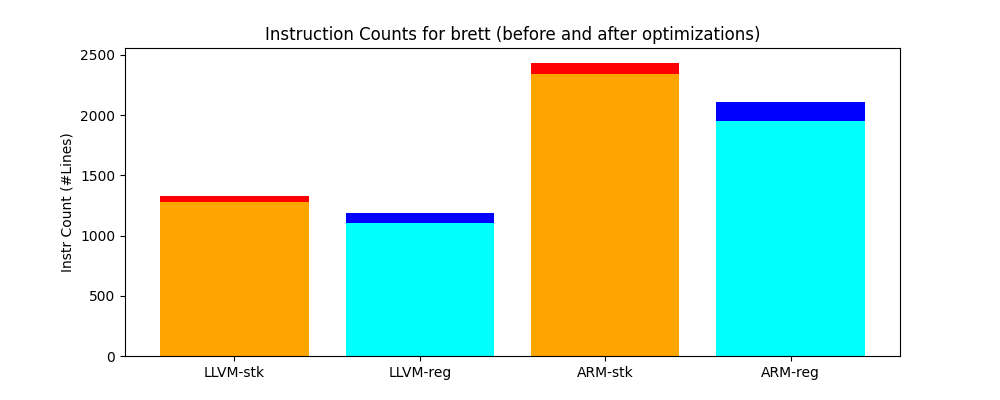 Instruction Counts for brett (before and after optimizations)
Instr Count (#Lines)
2500
2000
1500
1000
500
0
LLVM-stk LLVM-reg ARM-stk ARM-reg